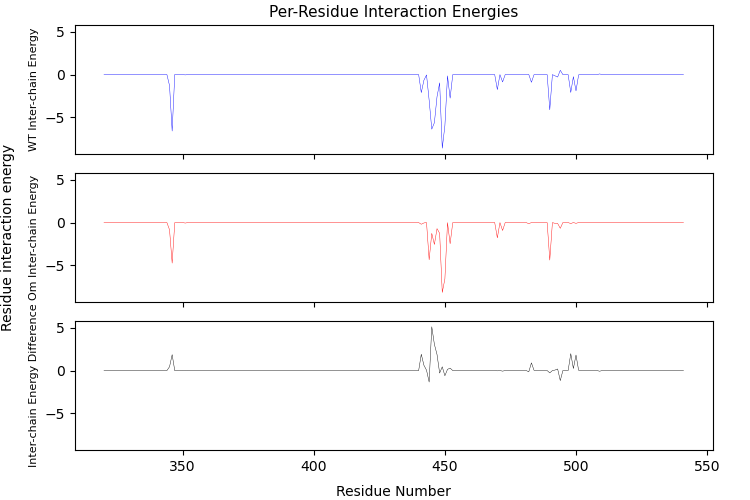 Per-Residue Interaction Energies
Residue interaction energy
WT Inter-chain Energy
5
0
−5
Om Inter-chain Energy
5
0
−5
Inter-chain Energy Difference
5
0
−5
350
400
450
500
550
Residue Number